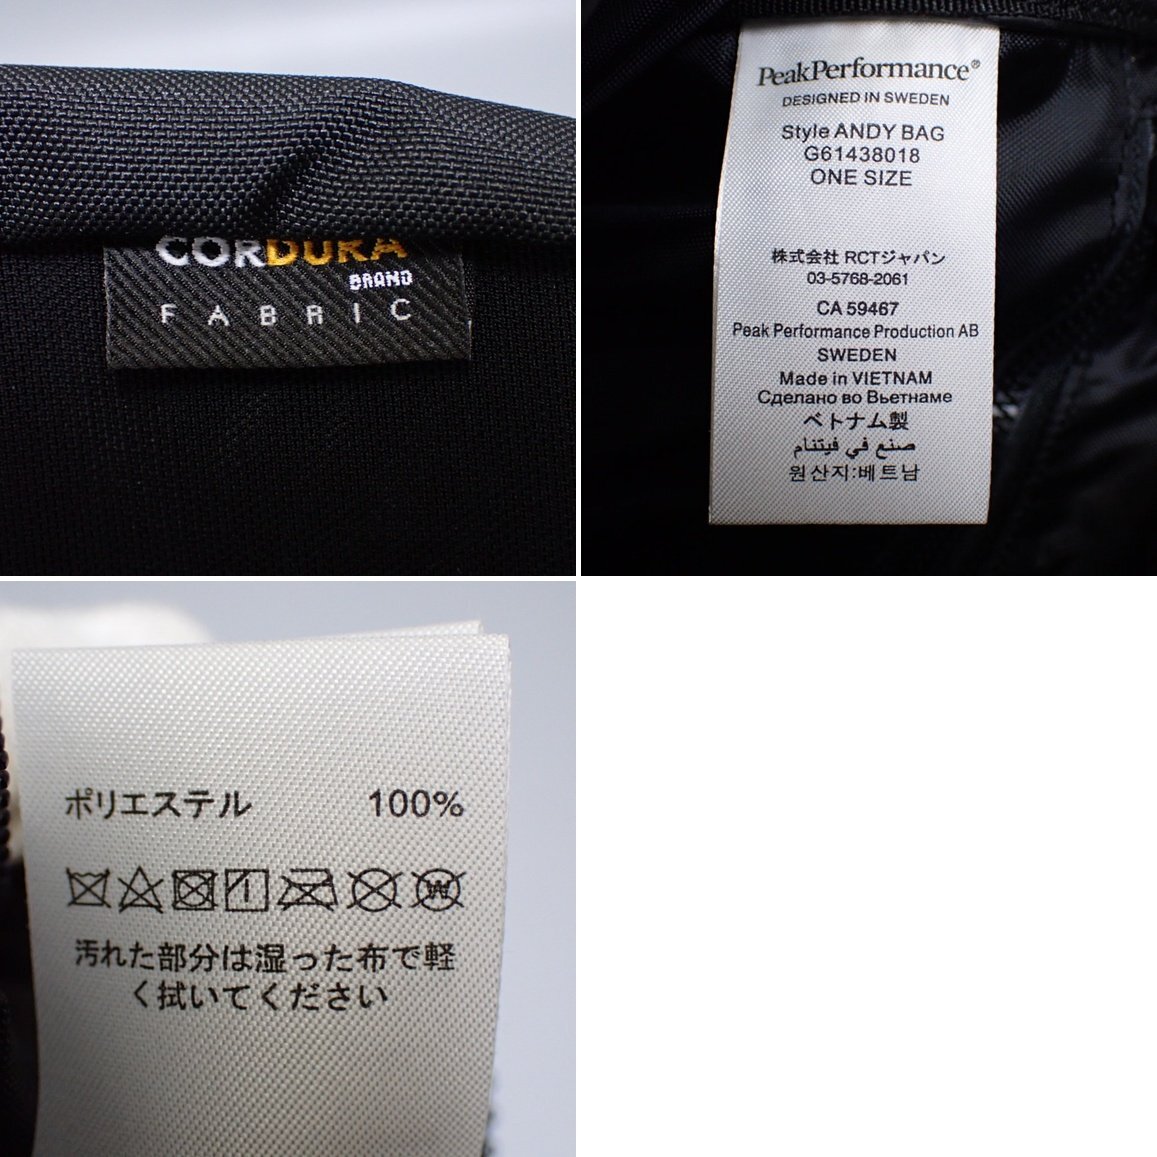 CORDURA
BRAND
FABRIC
PeakPerformance®
DESIGNED IN SWEDEN
Style ANDY BAG
G61438018
ONE SIZE
株式会社 RCTジャパン
03-5768-2061
CA 59467
Peak Performance Production AB
SWEDEN
Made in VIETNAM
Сделано во Вьетнаме
ベトナム製
صنع في فيتنام
원산지:베트남
ポリエステル 100%
W
汚れた部分は湿った布で軽
く拭いてください